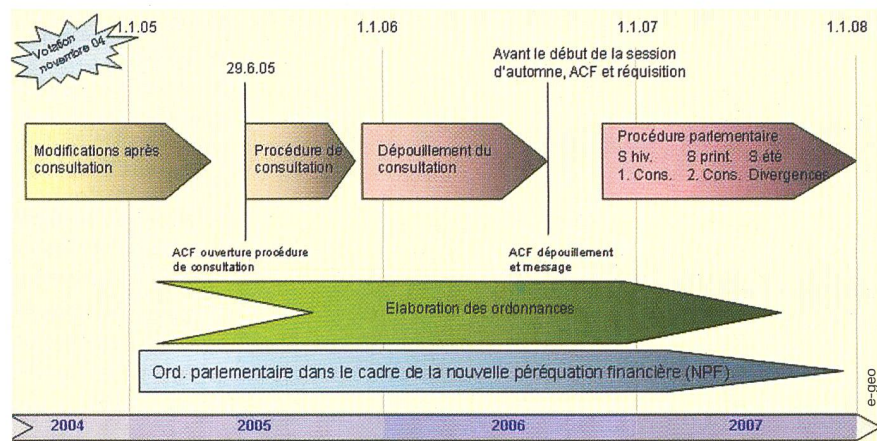 Votation
novembre 04
1.1.05
1.1.06
1.1.07
1.1.08
29.6.05
Avant le début de la session
d'automne, ACF et réquisition
Modifications après
consultation
Procédure de
consultation
Dépouillement du
consultation
Procédure parlementaire
S hiv. S print. S été
1. Cons. 2. Cons. Divergences
ACF ouverture procédure
de consultation
ACF dépouillement
et message
Elaboration des ordonnances
Ord. parlementaire dans le cadre de la nouvelle péréquation financière (NPF)
e-geo
2004 2005 2006 2007